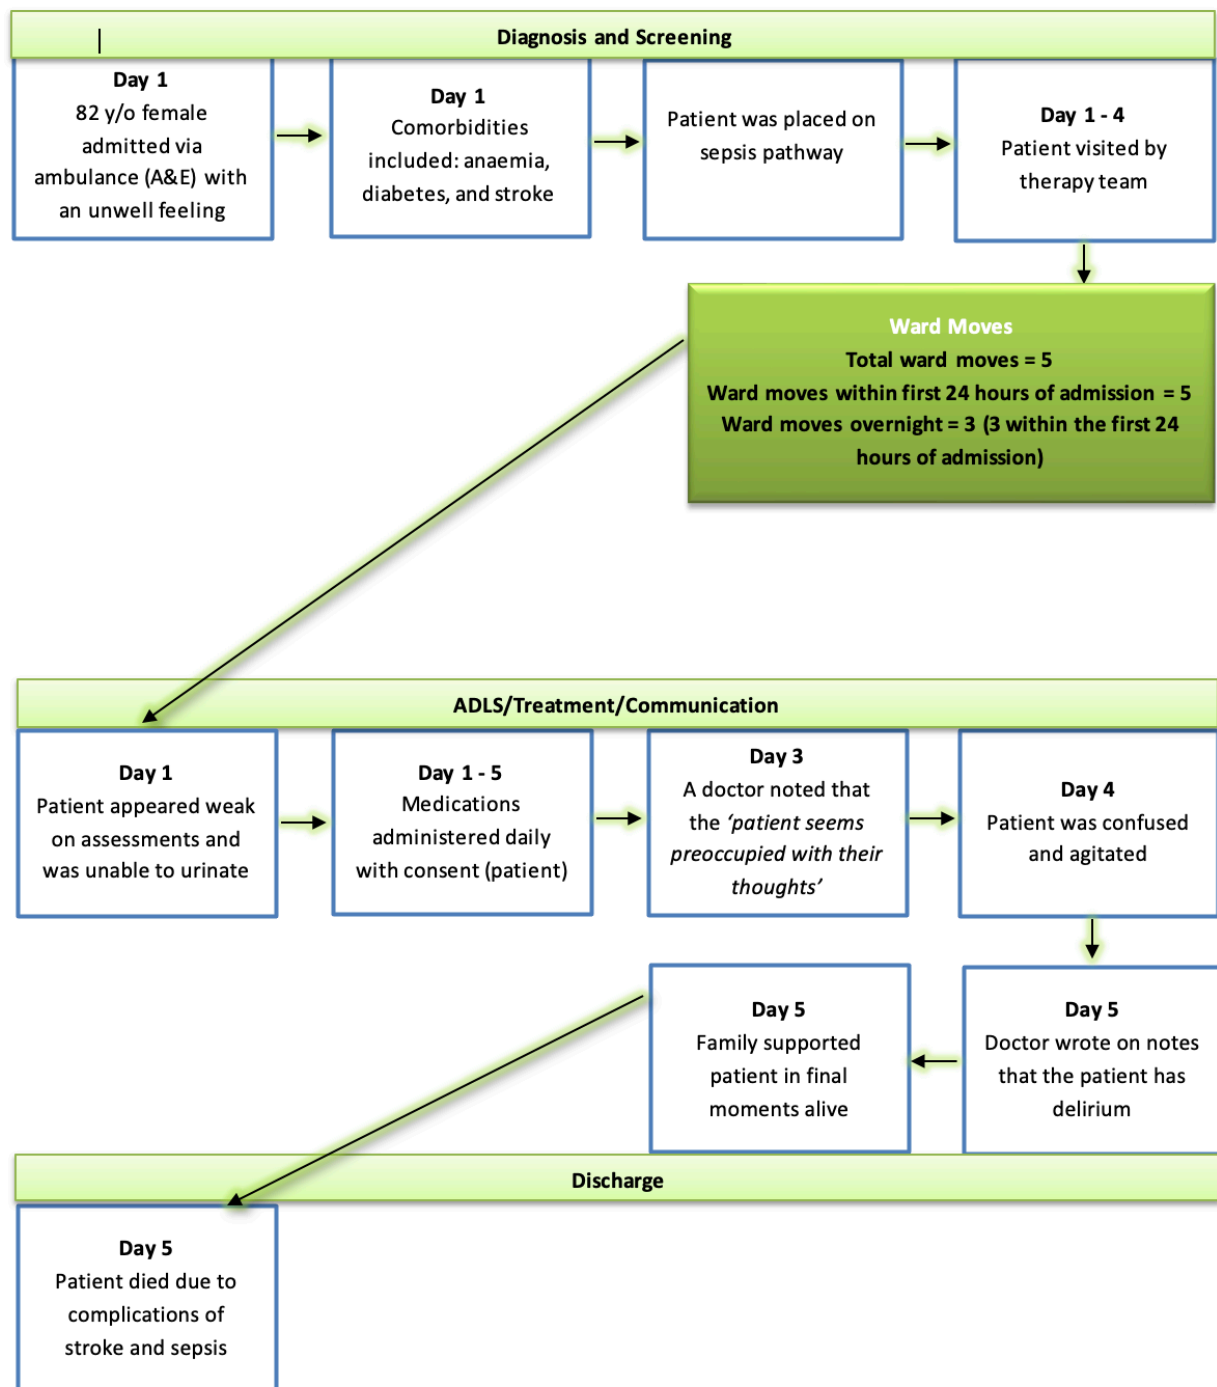 Diagnosis and Screening
Day 1
82 y/o female
admitted via
ambulance (A&E) with
an unwell feeling
Day 1
Comorbidities
included: anaemia,
diabetes, and stroke
Patient was placed on
sepsis pathway
Day 1 - 4
Patient visited by
therapy team
Ward Moves
Total ward moves = 5
Ward moves within first 24 hours of admission = 5
Ward moves overnight = 3 (3 within the first 24
hours of admission)
ADLS/Treatment/Communication
Day 1
Patient appeared weak
on assessments and
was unable to urinate
Day 1 - 5
Medications
administered daily
with consent (patient)
Day 3
A doctor noted that
the ‘patient seems
preoccupied with their
thoughts’
Day 4
Patient was confused
and agitated
Day 5
Doctor wrote on notes
that the patient has
delirium
Day 5
Family supported
patient in final
moments alive
Discharge
Day 5
Patient died due to
complications of
stroke and sepsis